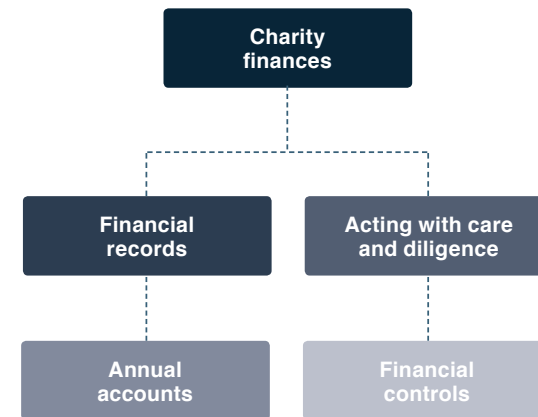 Charity
finances
Financial
records
Acting with care
and diligence
Annual
accounts
Financial
controls